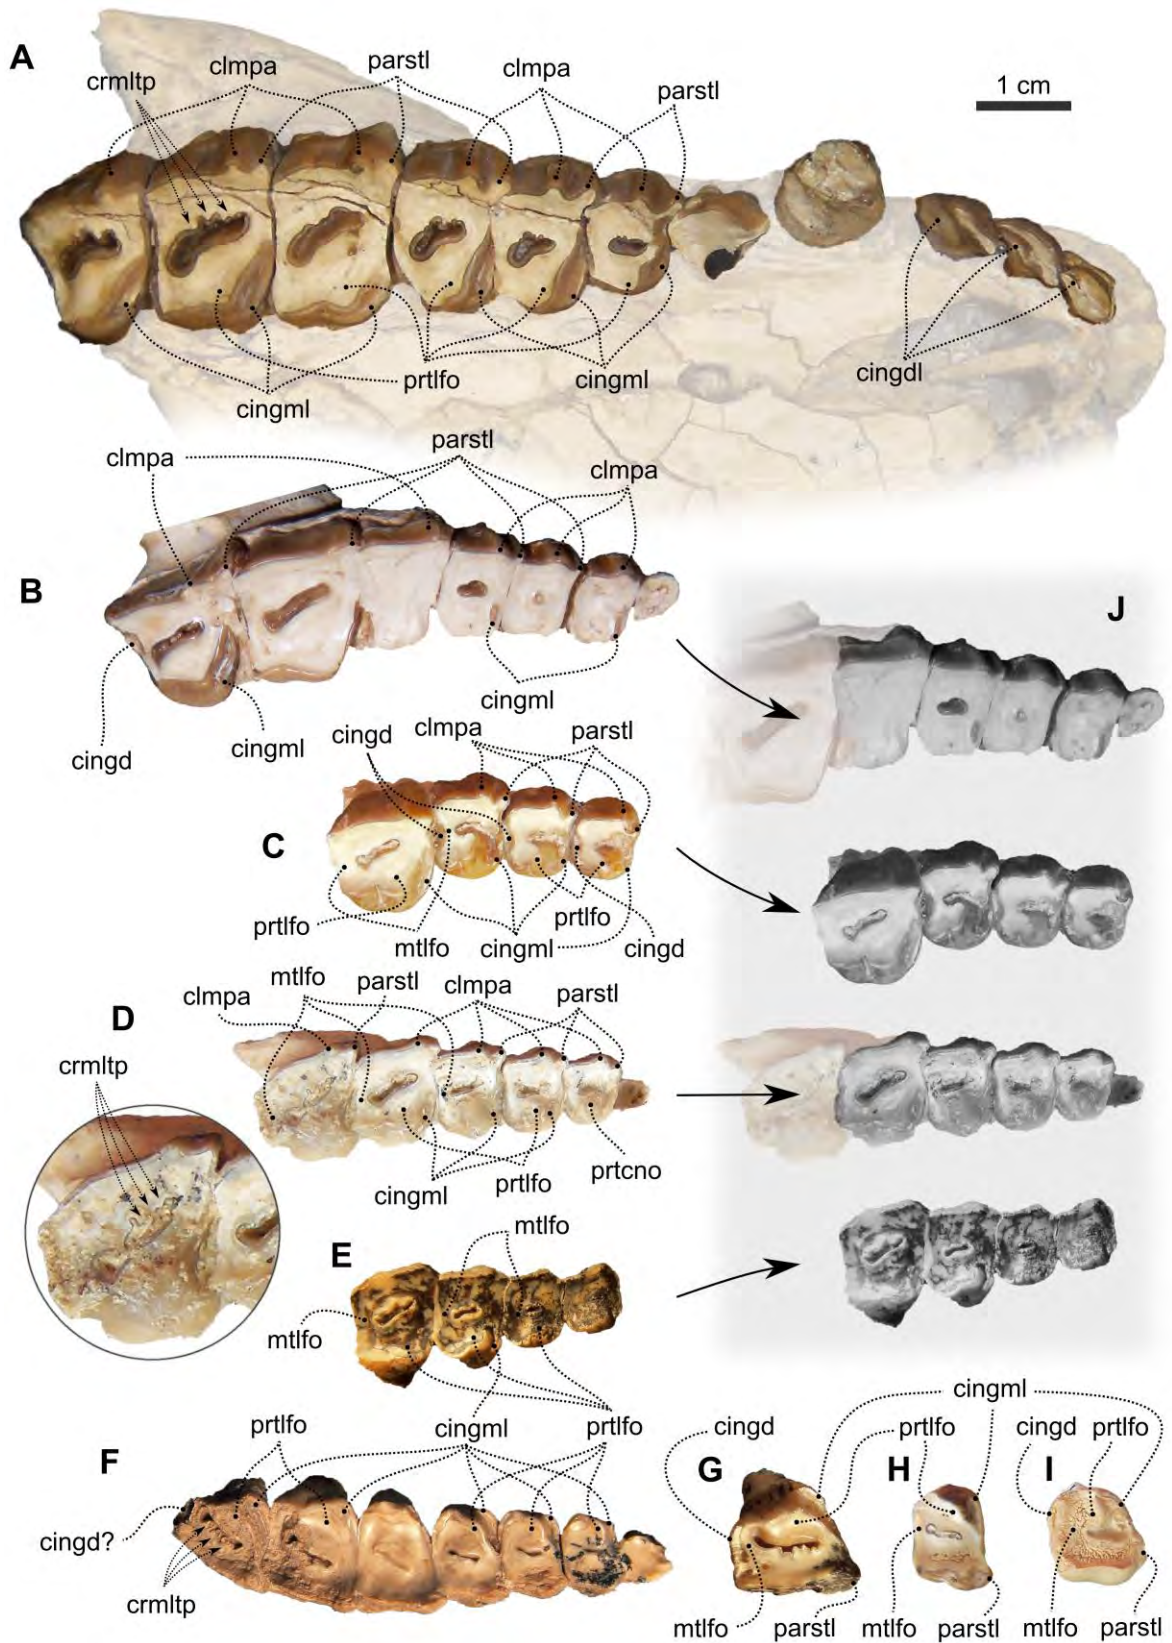 A
crmltp
clmpa
parstl
clmpa
parstl
1 cm
cingml
prtlfo
cingml
cingdl
B
clmpa
parstl
clmpa
cingml
cingd
cingml
J
C
cingd
clmpa
parstl
prtlfo
mtlfo
cingml
prtlfo
cingd
D
clmpa
mtlfo
parstl
clmpa
parstl
crmltp
cingml
prtlfo
prtcno
E
mtlfo
mtlfo
cingml
prtlfo
F
prtlfo
cingd?
crmltp
cingml
G
cingd
prtlfo
H
I
cingd
prtlfo
mtlfo
parstl
mtlfo
parstl
mtlfo
parstl